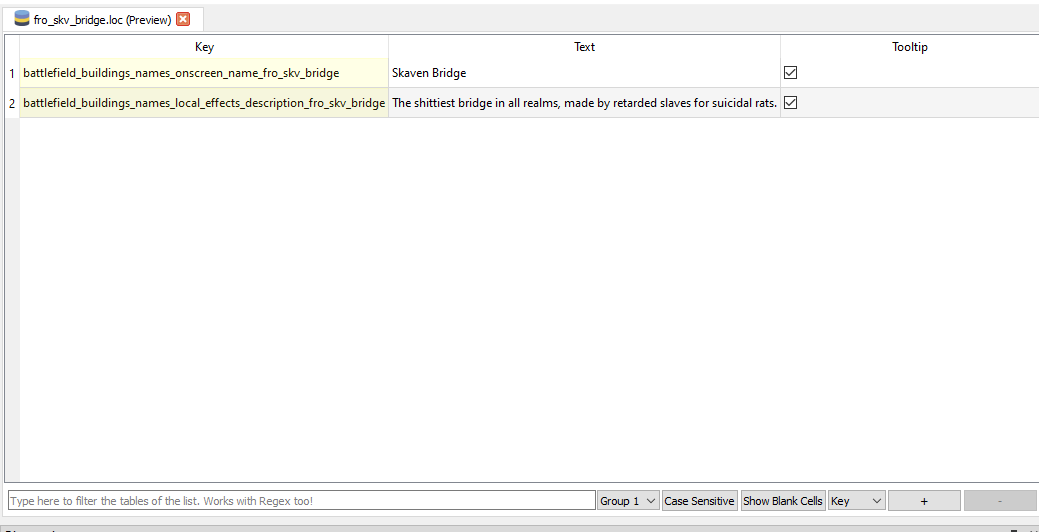 fro_skv_bridge.loc (Preview)
Key Text Tooltip
1 battlefield_buildings_names_onscreen_name_fro_skv_bridge Skaven Bridge
2 battlefield_buildings_names_local_effects_description_fro_skv_bridge The shittiest bridge in all realms, made by retarded slaves for suicidal rats.
Type here to filter the tables of the list. Works with Regex too! Group 1 Case Sensitive Show Blank Cells Key + -